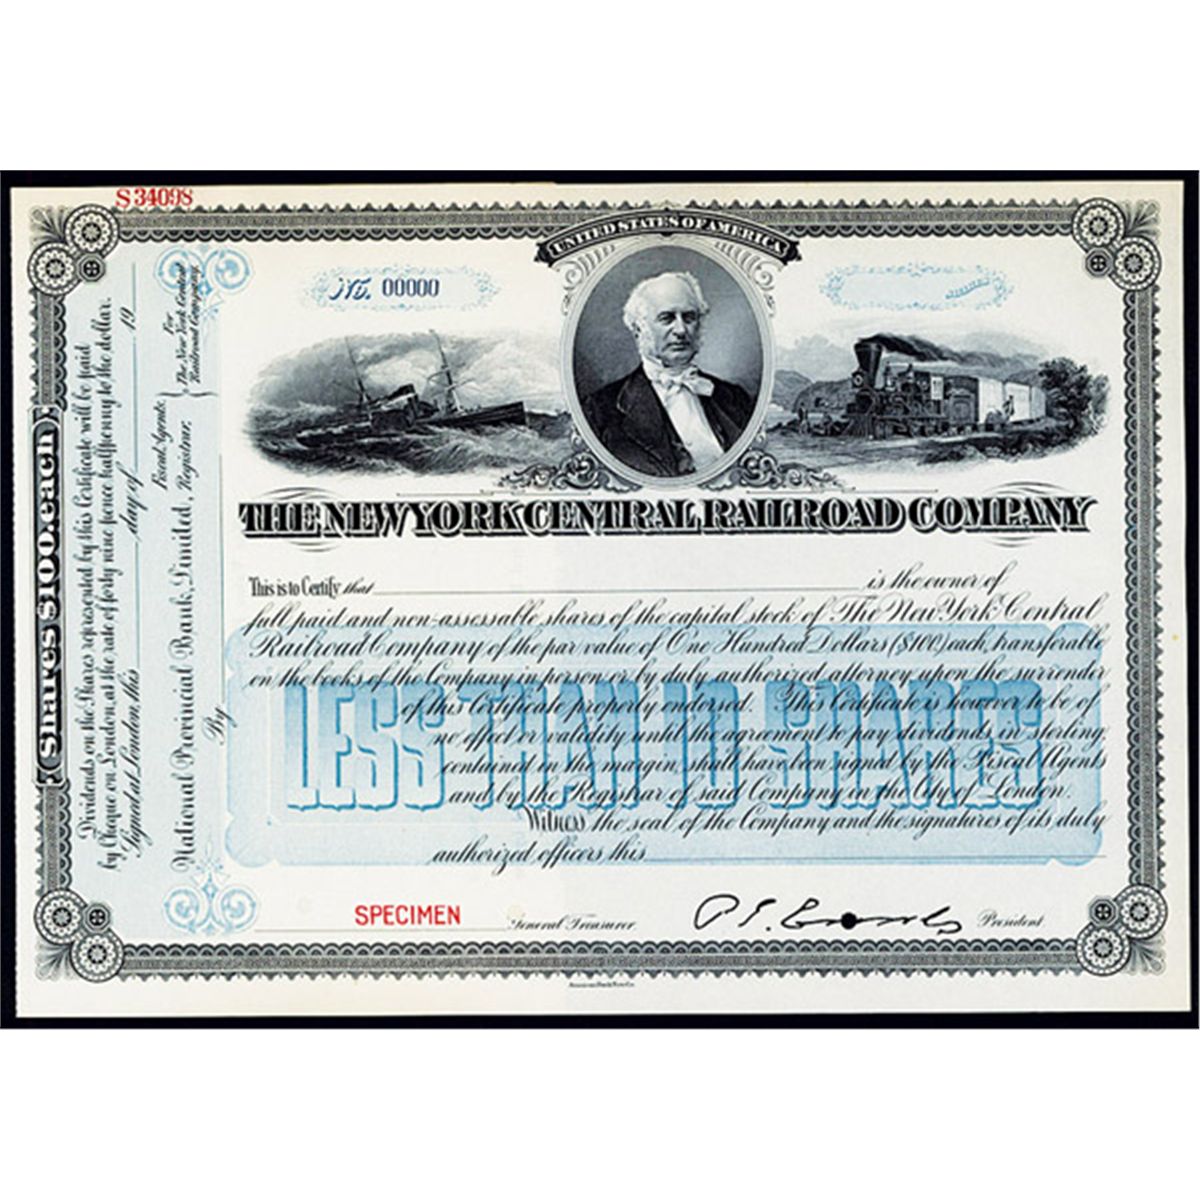 S 34098
UNITED STATES OF AMERICA
No. 00000
SHARES
THE NEW YORK CENTRAL RAILROAD COMPANY
This is to Certify that is the owner of
full paid and non-assessable shares of the capital stock of The New York Central
Railroad Company of the par value of One Hundred Dollars ($100) each, transferable
on the books of the Company in person or by duly authorized attorney upon the surrender
of this Certificate properly endorsed. This Certificate is however to be of
no effect or validity until the agreement to pay dividends in sterling,
contained in the margin, shall have been signed by the Fiscal Agents
and by the Registrar of said Company in the City of London.
Witness the seal of the Company and the signatures of its duly
authorized officers this
LESS THAN 10 SHARES
SPECIMEN General Treasurer. President
American Bank Note Co.
Shares $100. each
Dividends on the Shares represented by this Certificate will be paid
by Cheque on London, at the rate of forty nine pence halfpenny to the dollar.
Signed at London, this day of 19
Fiscal Agents.
National Provincial Bank, Limited, Registrar,
For
The New York Central
Railroad Company.
By